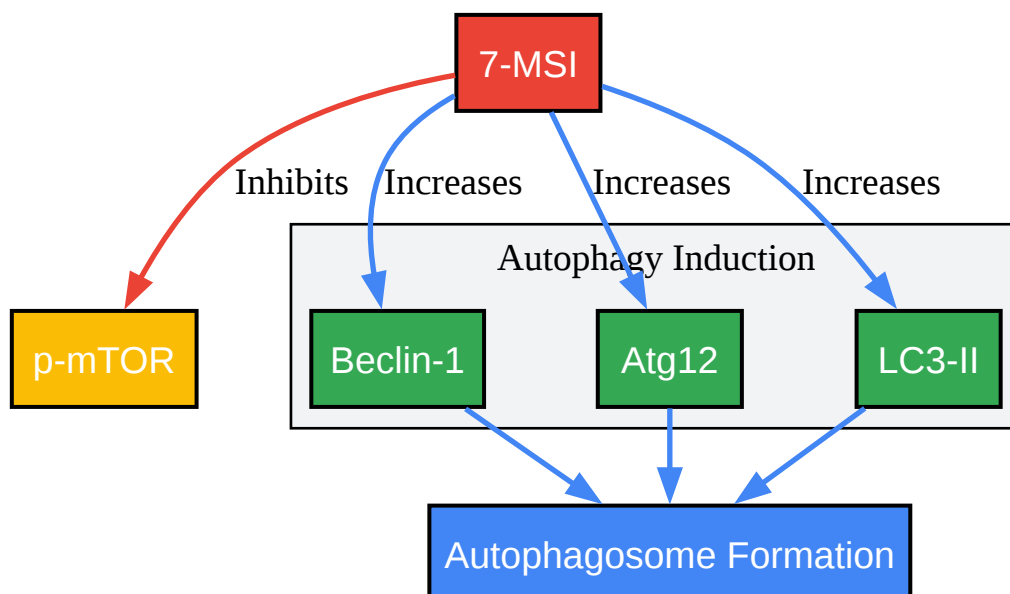 7-MSI
Inhibits
Increases
Increases
Increases
Autophagy Induction
p-mTOR
Beclin-1
Atg12
LC3-II
Autophagosome Formation